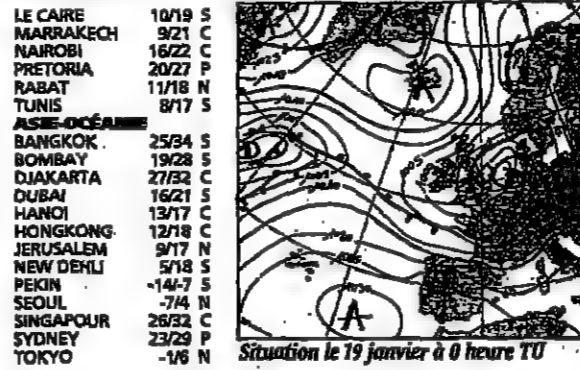 LE CAIRE 10/19 S
MARRAKECH 9/21 C
NAIROBI 16/22 C
PRETORIA 20/27 P
RABAT 11/18 N
TUNIS 8/17 S
ASIE-OCÉANIE
BANGKOK 25/34 S
BOMBAY 19/28 S
DJAKARTA 27/32 C
DUBAI 16/21 S
HANOI 13/17 C
HONGKONG 12/18 C
JERUSALEM 9/17 N
NEW DEHLI 5/18 S
PEKIN -14/-7 S
SEOUL -7/4 N
SINGAPOUR 26/32 C
SYDNEY 23/29 P
TOKYO -1/6 N
A
D
A
Situation le 19 janvier à 0 heure TU